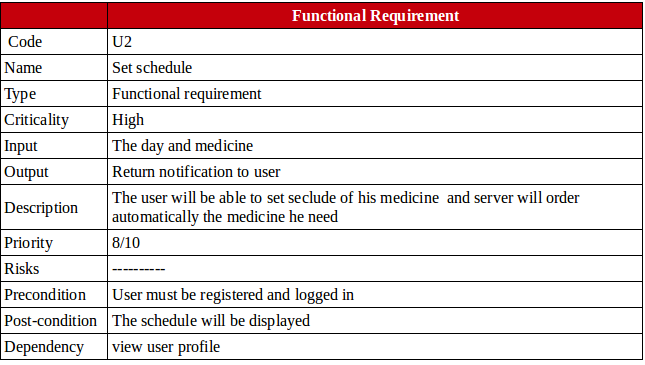 Functional Requirement
Code U2
Name Set schedule
Type Functional requirement
Criticality High
Input The day and medicine
Output Return notification to user
Description The user will be able to set seclude of his medicine and server will order
automatically the medicine he need
Priority 8/10
Risks ----------
Precondition User must be registered and logged in
Post-condition The schedule will be displayed
Dependency view user profile